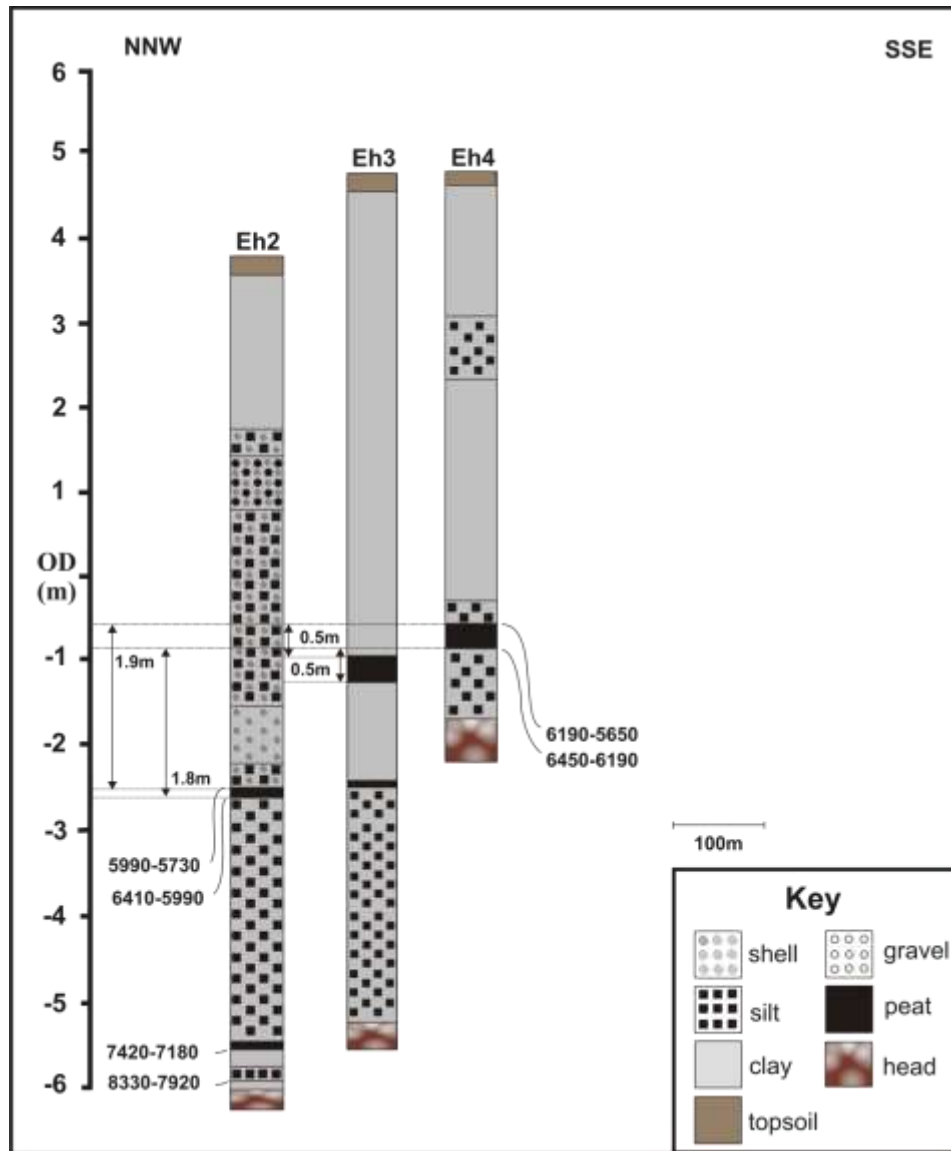 NNW
SSE
6
5
4
3
2
1
OD
(m)
-1
-2
-3
-4
-5
-6
Eh2
Eh3
Eh4
0.5m
0.5m
1.9m
1.8m
6190-5650
6450-6190
5990-5730
6410-5990
7420-7180
8330-7920
100m
Key
shell
gravel
silt
peat
clay
head
topsoil